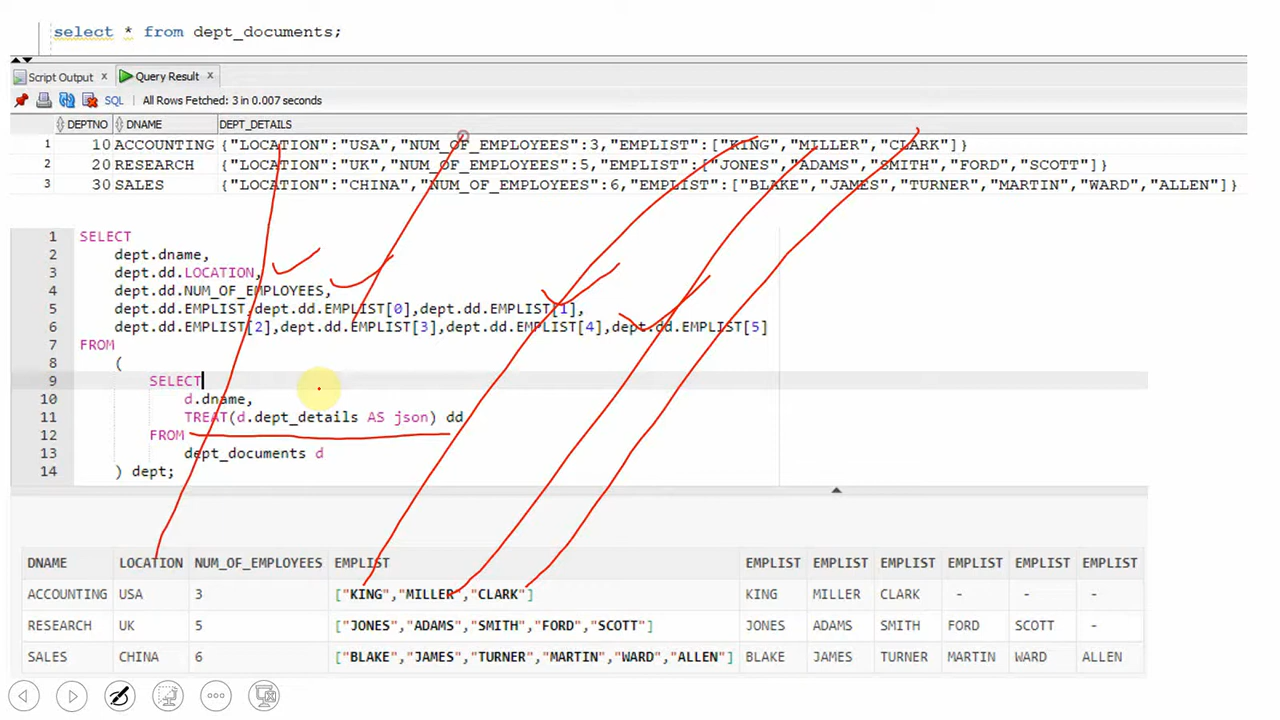 select * from dept_documents;
Script Output x Query Result x
SQL | All Rows Fetched: 3 in 0.007 seconds
DEPTNO DNAME DEPT_DETAILS
1 10 ACCOUNTING {"LOCATION":"USA","NUM_OF_EMPLOYEES":3,"EMPLIST":["KING","MILLER","CLARK"]}
2 20 RESEARCH {"LOCATION":"UK","NUM_OF_EMPLOYEES":5,"EMPLIST":["JONES","ADAMS","SMITH","FORD","SCOTT"]}
3 30 SALES {"LOCATION":"CHINA","NUM_OF_EMPLOYEES":6,"EMPLIST":["BLAKE","JAMES","TURNER","MARTIN","WARD","ALLEN"]}
1 SELECT
2 dept.dname,
3 dept.dd.LOCATION,
4 dept.dd.NUM_OF_EMPLOYEES,
5 dept.dd.EMPLIST,dept.dd.EMPLIST[0],dept.dd.EMPLIST[1],
6 dept.dd.EMPLIST[2],dept.dd.EMPLIST[3],dept.dd.EMPLIST[4],dept.dd.EMPLIST[5]
7 FROM
8 (
9 SELECT
10 d.dname,
11 TREAT(d.dept_details AS json) dd
12 FROM
13 dept_documents d
14 ) dept;
DNAME LOCATION NUM_OF_EMPLOYEES EMPLIST EMPLIST EMPLIST EMPLIST EMPLIST EMPLIST EMPLIST
ACCOUNTING USA 3 ["KING","MILLER","CLARK"] KING MILLER CLARK - - -
RESEARCH UK 5 ["JONES","ADAMS","SMITH","FORD","SCOTT"] JONES ADAMS SMITH FORD SCOTT -
SALES CHINA 6 ["BLAKE","JAMES","TURNER","MARTIN","WARD","ALLEN"] BLAKE JAMES TURNER MARTIN WARD ALLEN